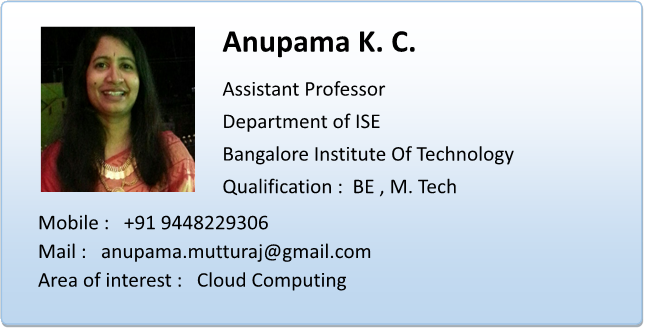 Anupama K. C.
Assistant Professor
Department of ISE
Bangalore Institute Of Technology
Qualification :  BE , M. Tech
Mobile :   +91 9448229306
Mail :   anupama.mutturaj@gmail.com
Area of interest :   Cloud Computing